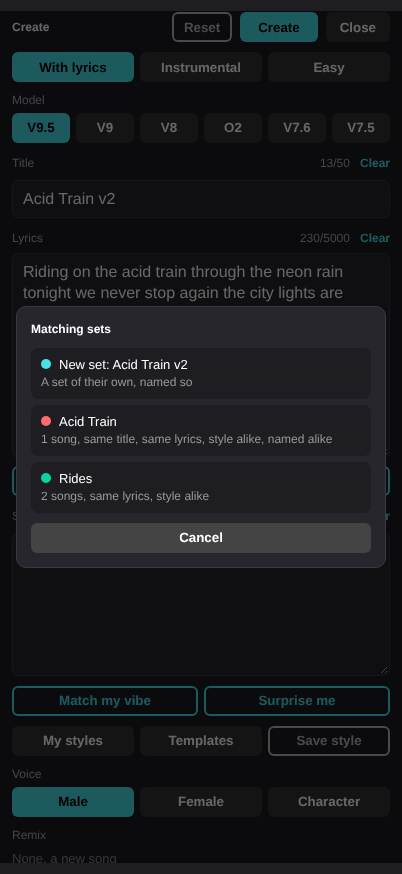 Create Reset Create Close
With lyrics Instrumental Easy
Model
V9.5 V9 V8 O2 V7.6 V7.5
Title 13/50 Clear
Acid Train v2
Lyrics 230/5000 Clear
Riding on the acid train through the neon rain
tonight we never stop again the city lights are
Matching sets
New set: Acid Train v2
A set of their own, named so
Acid Train
1 song, same title, same lyrics, style alike, named alike
Rides
2 songs, same lyrics, style alike
Cancel
Match my vibe Surprise me
My styles Templates Save style
Voice
Male Female Character
Remix
None, a new song